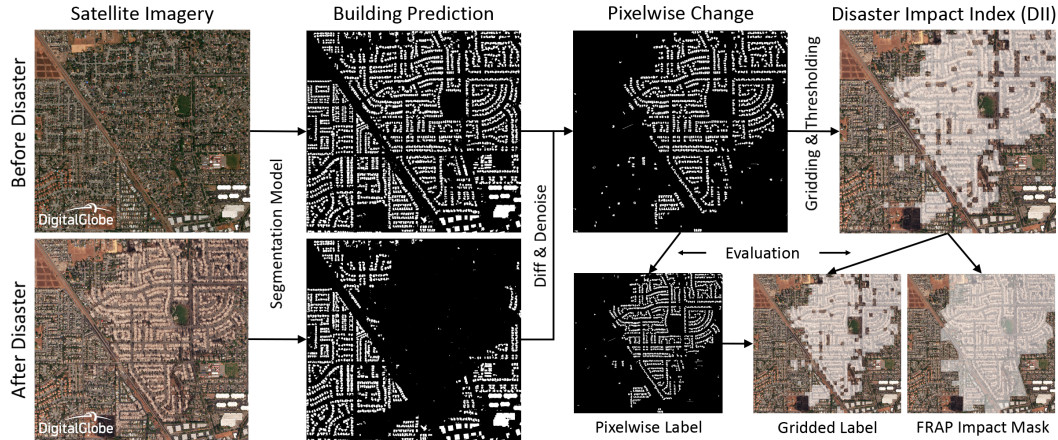 Satellite Imagery
Building Prediction
Pixelwise Change
Disaster Impact Index (DII)
Before Disaster
DigitalGlobe
Segmentation Model
Diff & Denoise
Gridding & Thresholding
After Disaster
DigitalGlobe
Evaluation
Pixelwise Label
Gridded Label
FRAP Impact Mask